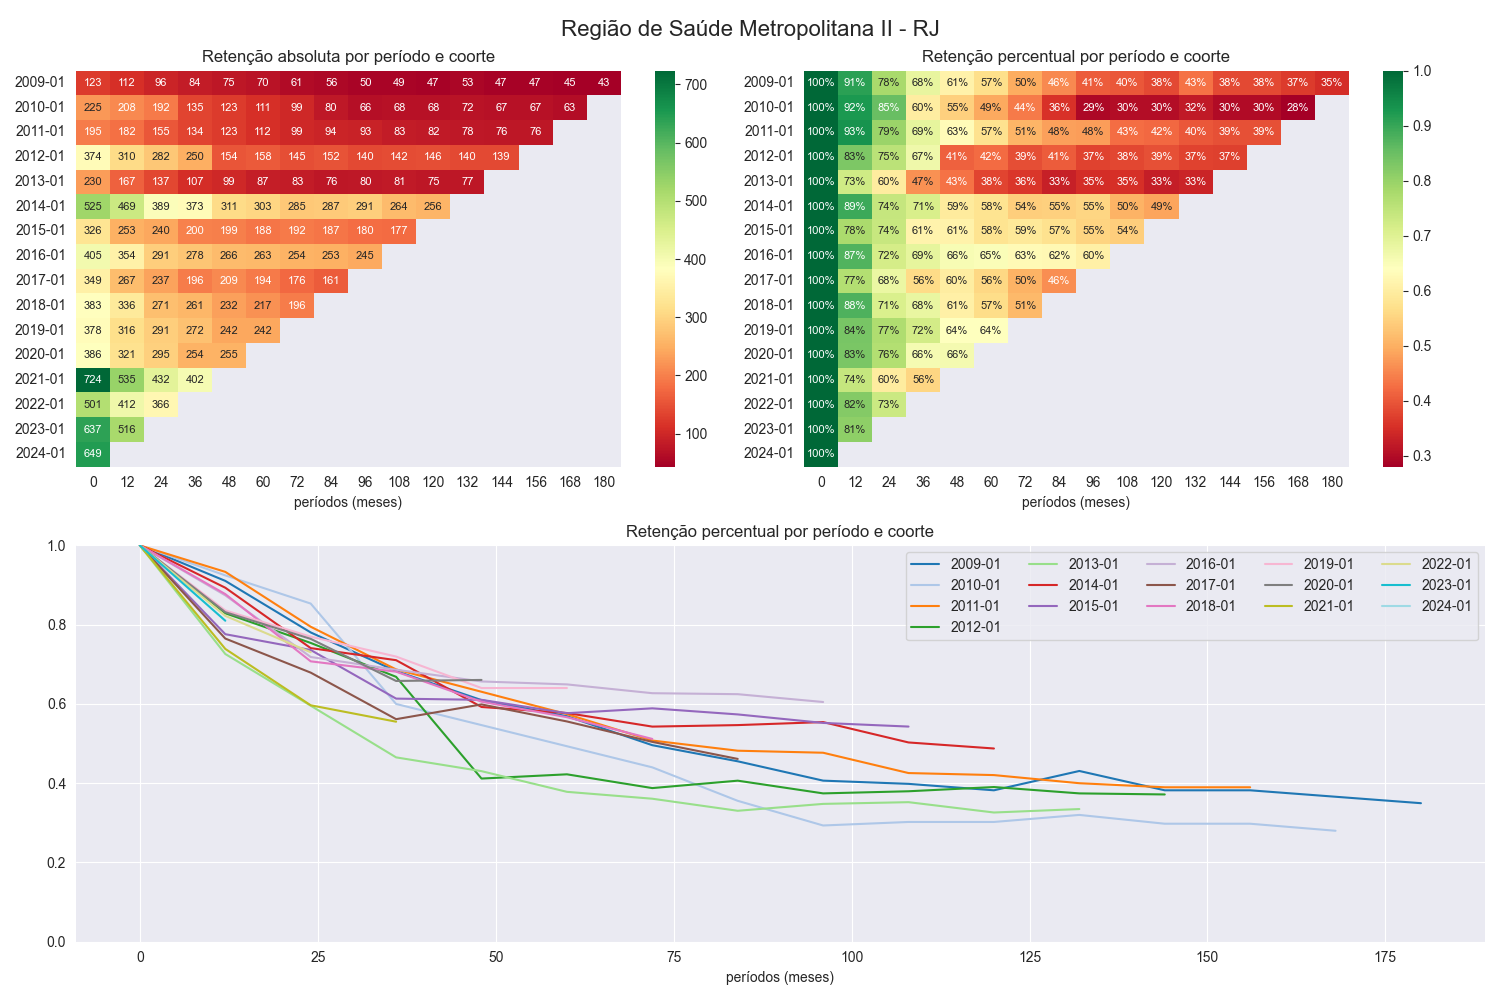 Região de Saúde Metropolitana II - RJ
Retenção absoluta por período e coorte
2009-01 123 112 96 84 75 70 61 56 50 49 47 53 47 47 45 43
2010-01 225 208 192 135 123 111 99 80 66 68 68 72 67 67 63
2011-01 195 182 155 134 123 112 99 94 93 83 82 78 76 76
2012-01 374 310 282 250 154 158 145 152 140 142 146 140 139
2013-01 230 167 137 107 99 87 83 76 80 81 75 77
2014-01 525 469 389 373 311 303 285 287 291 264 256
2015-01 326 253 240 200 199 188 192 187 180 177
2016-01 405 354 291 278 266 263 254 253 245
2017-01 349 267 237 196 209 194 176 161
2018-01 383 336 271 261 232 217 196
2019-01 378 316 291 272 242 242
2020-01 386 321 295 254 255
2021-01 724 535 432 402
2022-01 501 412 366
2023-01 637 516
2024-01 649
0 12 24 36 48 60 72 84 96 108 120 132 144 156 168 180
períodos (meses)
700
600
500
400
300
200
100
Retenção percentual por período e coorte
2009-01 100% 91% 78% 68% 61% 57% 50% 46% 41% 40% 38% 43% 38% 38% 37% 35%
2010-01 100% 92% 85% 60% 55% 49% 44% 36% 29% 30% 30% 32% 30% 30% 28%
2011-01 100% 93% 79% 69% 63% 57% 51% 48% 48% 43% 42% 40% 39% 39%
2012-01 100% 83% 75% 67% 41% 42% 39% 41% 37% 38% 39% 37% 37%
2013-01 100% 73% 60% 47% 43% 38% 36% 33% 35% 35% 33% 33%
2014-01 100% 89% 74% 71% 59% 58% 54% 55% 55% 50% 49%
2015-01 100% 78% 74% 61% 61% 58% 59% 57% 55% 54%
2016-01 100% 87% 72% 69% 66% 65% 63% 62% 60%
2017-01 100% 77% 68% 56% 60% 56% 50% 46%
2018-01 100% 88% 71% 68% 61% 57% 51%
2019-01 100% 84% 77% 72% 64% 64%
2020-01 100% 83% 76% 66% 66%
2021-01 100% 74% 60% 56%
2022-01 100% 82% 73%
2023-01 100% 81%
2024-01 100%
0 12 24 36 48 60 72 84 96 108 120 132 144 156 168 180
períodos (meses)
1.0
0.9
0.8
0.7
0.6
0.5
0.4
0.3
Retenção percentual por período e coorte
1.0
0.8
0.6
0.4
0.2
0.0
2009-01 2013-01 2016-01 2019-01 2022-01
2010-01 2014-01 2017-01 2020-01 2023-01
2011-01 2015-01 2018-01 2021-01 2024-01
2012-01
0 25 50 75 100 125 150 175
períodos (meses)